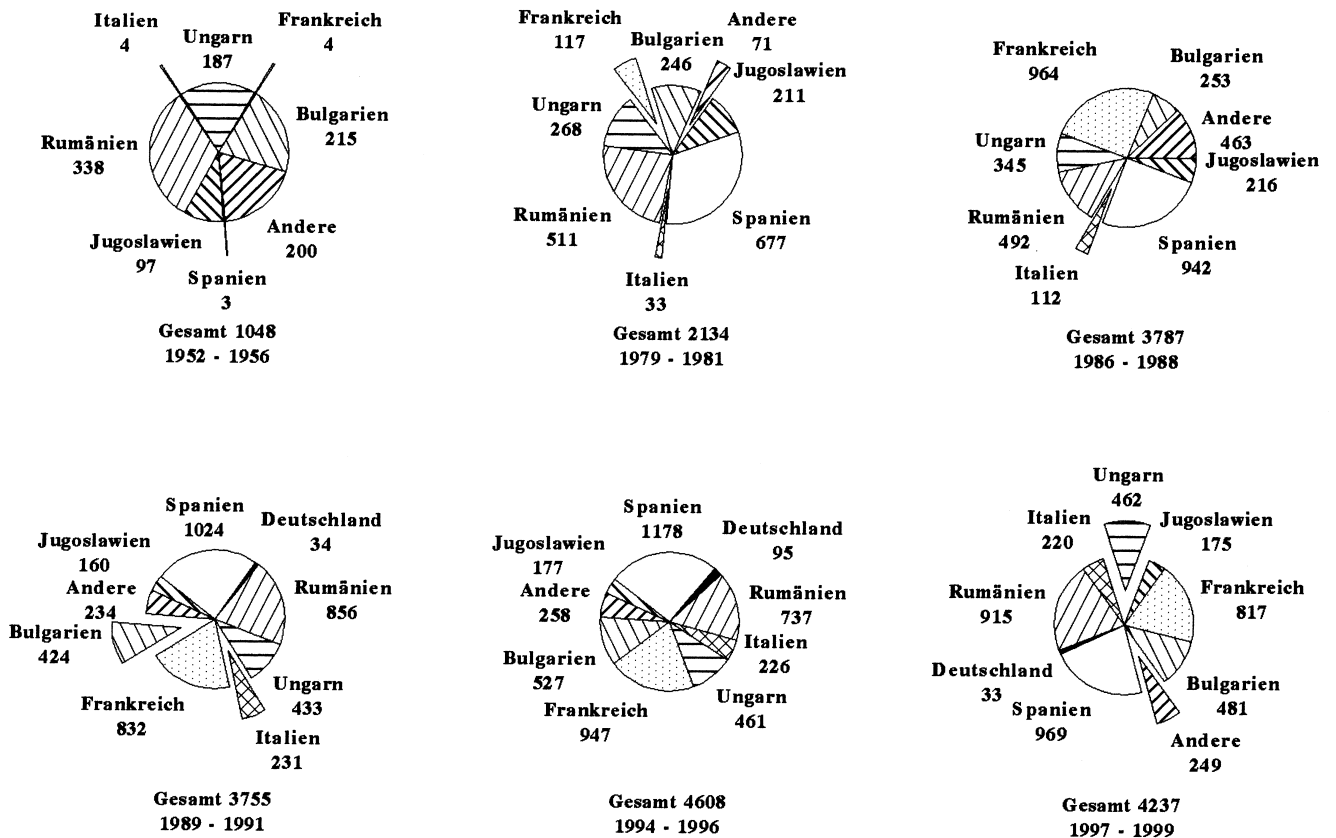 Italien
4
Ungarn
187
Frankreich
4
Bulgarien
215
Rumänien
338
Andere
200
Jugoslawien
97
Spanien
3
Gesamt 1048
1952 - 1956
Frankreich
117
Bulgarien
246
Andere
71
Jugoslawien
211
Ungarn
268
Rumänien
511
Spanien
677
Italien
33
Gesamt 2134
1979 - 1981
Frankreich
964
Bulgarien
253
Andere
463
Jugoslawien
216
Ungarn
345
Rumänien
492
Italien
112
Spanien
942
Gesamt 3787
1986 - 1988
Spanien
1024
Deutschland
34
Jugoslawien
160
Andere
234
Rumänien
856
Bulgarien
424
Frankreich
832
Ungarn
433
Italien
231
Gesamt 3755
1989 - 1991
Spanien
1178
Deutschland
95
Jugoslawien
177
Andere
258
Rumänien
737
Italien
226
Bulgarien
527
Frankreich
947
Ungarn
461
Gesamt 4608
1994 - 1996
Ungarn
462
Italien
220
Jugoslawien
175
Rumänien
915
Frankreich
817
Deutschland
33
Spanien
969
Bulgarien
481
Andere
249
Gesamt 4237
1997 - 1999